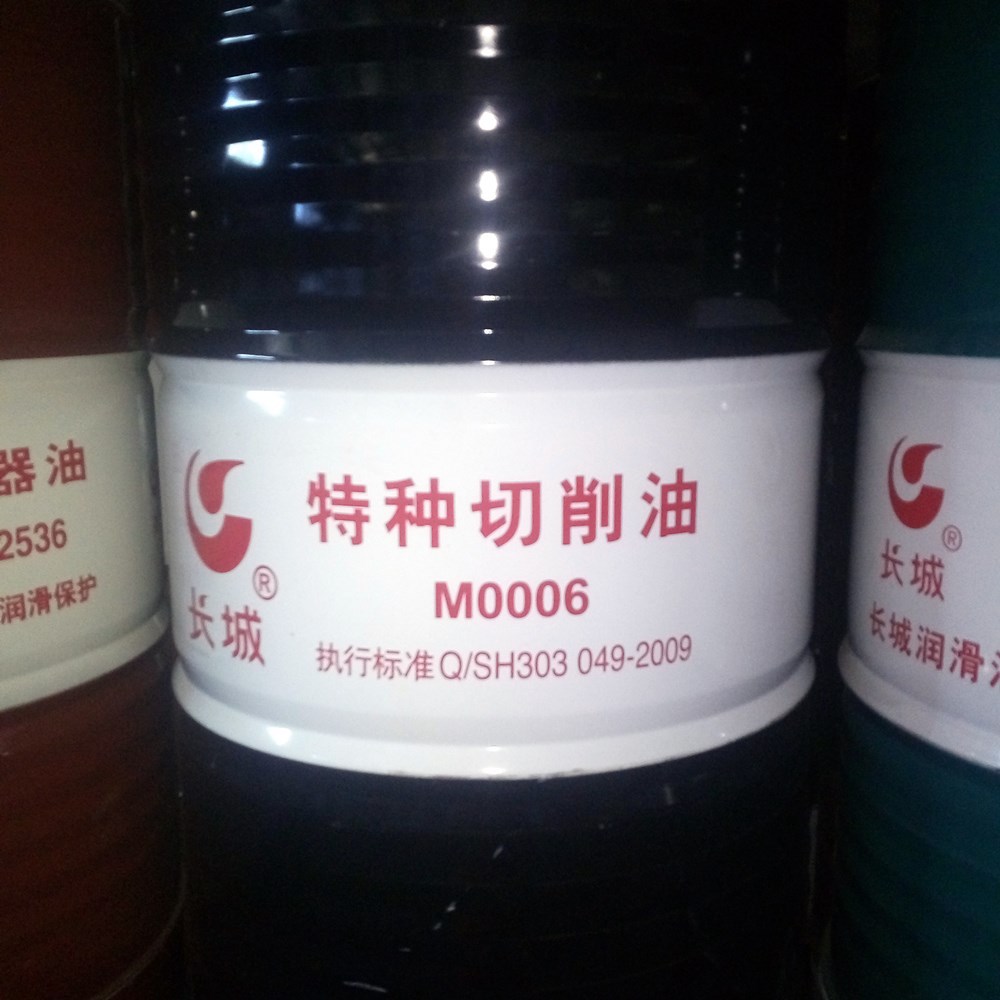 器油
2536
润滑保护
特种切削油
M0006
执行标准Q/SH303 049-2009
®
长城
®
长城
长城润滑